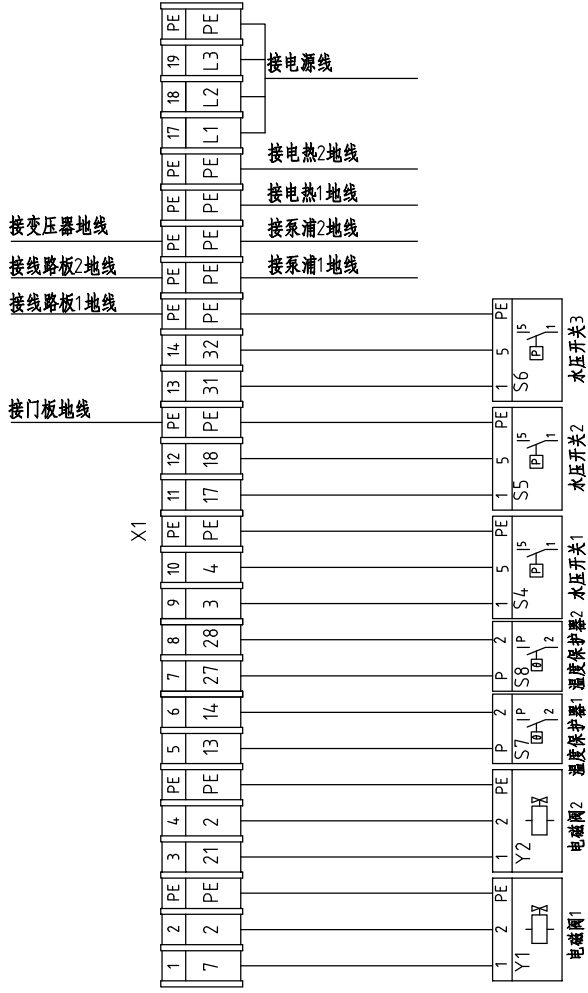 PE PE
19 L3
18 L2
17 L1
PE PE
PE PE
PE PE
PE PE
PE PE
14 32
13 31
PE PE
12 18
11 17
PE PE
10 4
9 3
8 28
7 27
6 14
5 13
PE PE
4 2
3 21
PE PE
2 2
1 7
X1
接电源线
接电热2地线
接电热1地线
接泵浦2地线
接泵浦1地线
接变压器地线
接线路板2地线
接线路板1地线
接门板地线
1 5 PE
S6
P 5 1
水压开关3
1 5 PE
S5
P 5 1
水压开关2
1 5 PE
S4
P 5 1
水压开关1
P 2
S8
θ P 2
温度保护器2
P 2
S7
θ P 2
温度保护器1
1 2 PE
Y2
电磁阀2
1 2 PE
Y1
电磁阀1